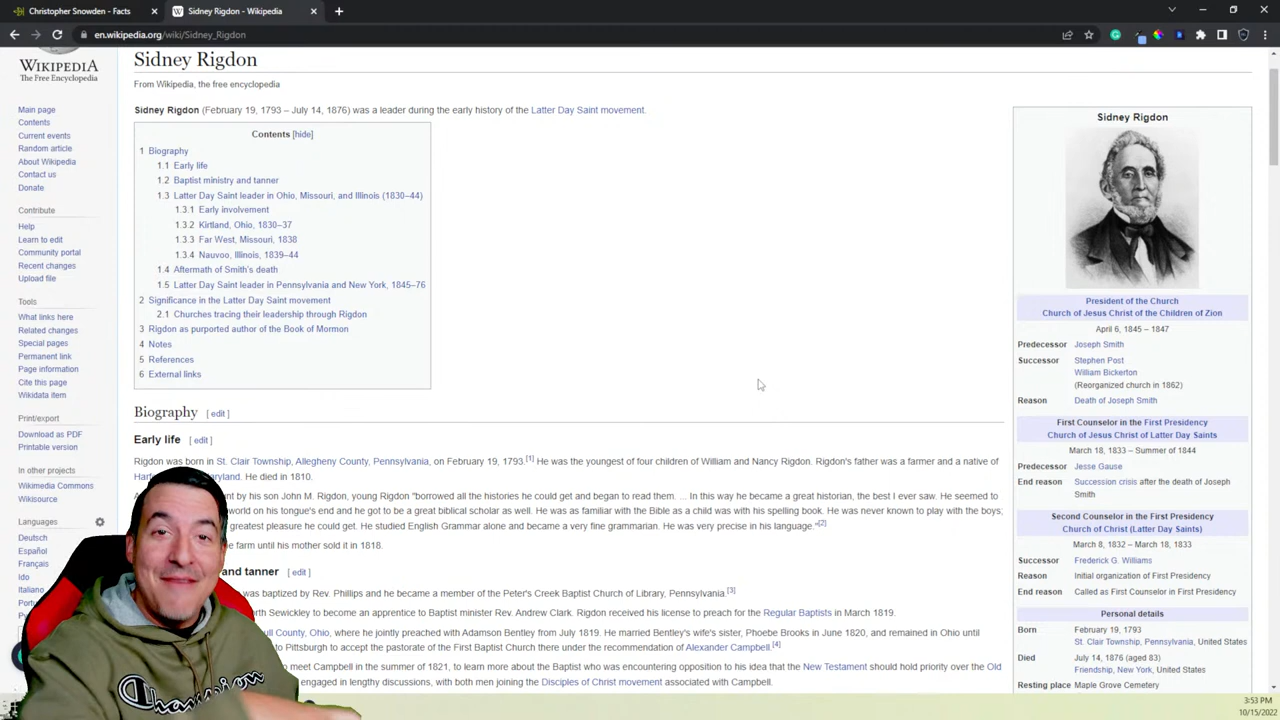 Christopher Snowden - Facts
Sidney Rigdon - Wikipedia
en.wikipedia.org/wiki/Sidney_Rigdon
WIKIPEDIA
The Free Encyclopedia
Main page
Contents
Current events
Random article
About Wikipedia
Contact us
Donate
Contribute
Help
Learn to edit
Community portal
Recent changes
Upload file
Tools
What links here
Related changes
Special pages
Permanent link
Page information
Cite this page
Wikidata item
Print/export
Download as PDF
Printable version
In other projects
Wikimedia Commons
Wikisource
Languages
Deutsch
Español
Français
Ido
Italiano
Sidney Rigdon
From Wikipedia, the free encyclopedia
Sidney Rigdon (February 19, 1793 – July 14, 1876) was a leader during the early history of the Latter Day Saint movement.
Contents [hide]
1 Biography
1.1 Early life
1.2 Baptist ministry and tanner
1.3 Latter Day Saint leader in Ohio, Missouri, and Illinois (1830–44)
1.3.1 Early involvement
1.3.2 Kirtland, Ohio, 1830–37
1.3.3 Far West, Missouri, 1838
1.3.4 Nauvoo, Illinois, 1839–44
1.4 Aftermath of Smith's death
1.5 Latter Day Saint leader in Pennsylvania and New York, 1845–76
2 Significance in the Latter Day Saint movement
2.1 Churches tracing their leadership through Rigdon
3 Rigdon as purported author of the Book of Mormon
4 Notes
5 References
6 External links
Biography [ edit ]
Early life [ edit ]
Rigdon was born in St. Clair Township, Allegheny County, Pennsylvania, on February 19, 1793.[1] He was the youngest of four children of William and Nancy Rigdon. Rigdon's father was a farmer and a native of
Harf ryland. He died in 1810.
A nt by his son John M. Rigdon, young Rigdon "borrowed all the histories he could get and began to read them. ... In this way he became a great historian, the best I ever saw. He seemed to
world on his tongue's end and he got to be a great biblical scholar as well. He was as familiar with the Bible as a child was with his spelling book. He was never known to play with the boys;
greatest pleasure he could get. He studied English Grammar alone and became a very fine grammarian. He was very precise in his language."[2]
e farm until his mother sold it in 1818.
and tanner [ edit ]
was baptized by Rev. Phillips and he became a member of the Peter's Creek Baptist Church of Library, Pennsylvania.[3]
orth Sewickley to become an apprentice to Baptist minister Rev. Andrew Clark. Rigdon received his license to preach for the Regular Baptists in March 1819.
ull County, Ohio, where he jointly preached with Adamson Bentley from July 1819. He married Bentley's wife's sister, Phoebe Brooks in June 1820, and remained in Ohio until
to Pittsburgh to accept the pastorate of the First Baptist Church there under the recommendation of Alexander Campbell.[4]
o meet Campbell in the summer of 1821, to learn more about the Baptist who was encountering opposition to his idea that the New Testament should hold priority over the Old
engaged in lengthy discussi with both men joining the Disciples of Christ movement associated with Campbell.
Sidney Rigdon
President of the Church
Church of Jesus Christ of the Children of Zion
April 6, 1845 – 1847
Predecessor Joseph Smith
Successor Stephen Post
William Bickerton
(Reorganized church in 1862)
Reason Death of Joseph Smith
First Counselor in the First Presidency
Church of Jesus Christ of Latter Day Saints
March 18, 1833 – Summer of 1844
Predecessor Jesse Gause
End reason Succession crisis after the death of Joseph
Smith
Second Counselor in the First Presidency
Church of Christ (Latter Day Saints)
March 8, 1832 – March 18, 1833
Successor Frederick G. Williams
Reason Initial organization of First Presidency
End reason Called as First Counselor in First Presidency
Personal details
Born February 19, 1793
St. Clair Township, Pennsylvania, United States
Died July 14, 1876 (aged 83)
Friendship, New York, United States
Resting place Maple Grove Cemetery
Champion
3:53 PM
10/15/2022